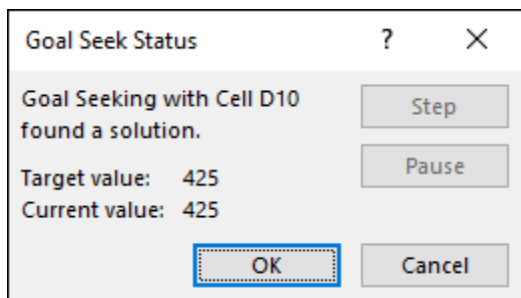 Goal Seek Status ? ×
Goal Seeking with Cell D10
found a solution.
Step
Pause
Target value: 425
Current value: 425
OK
Cancel